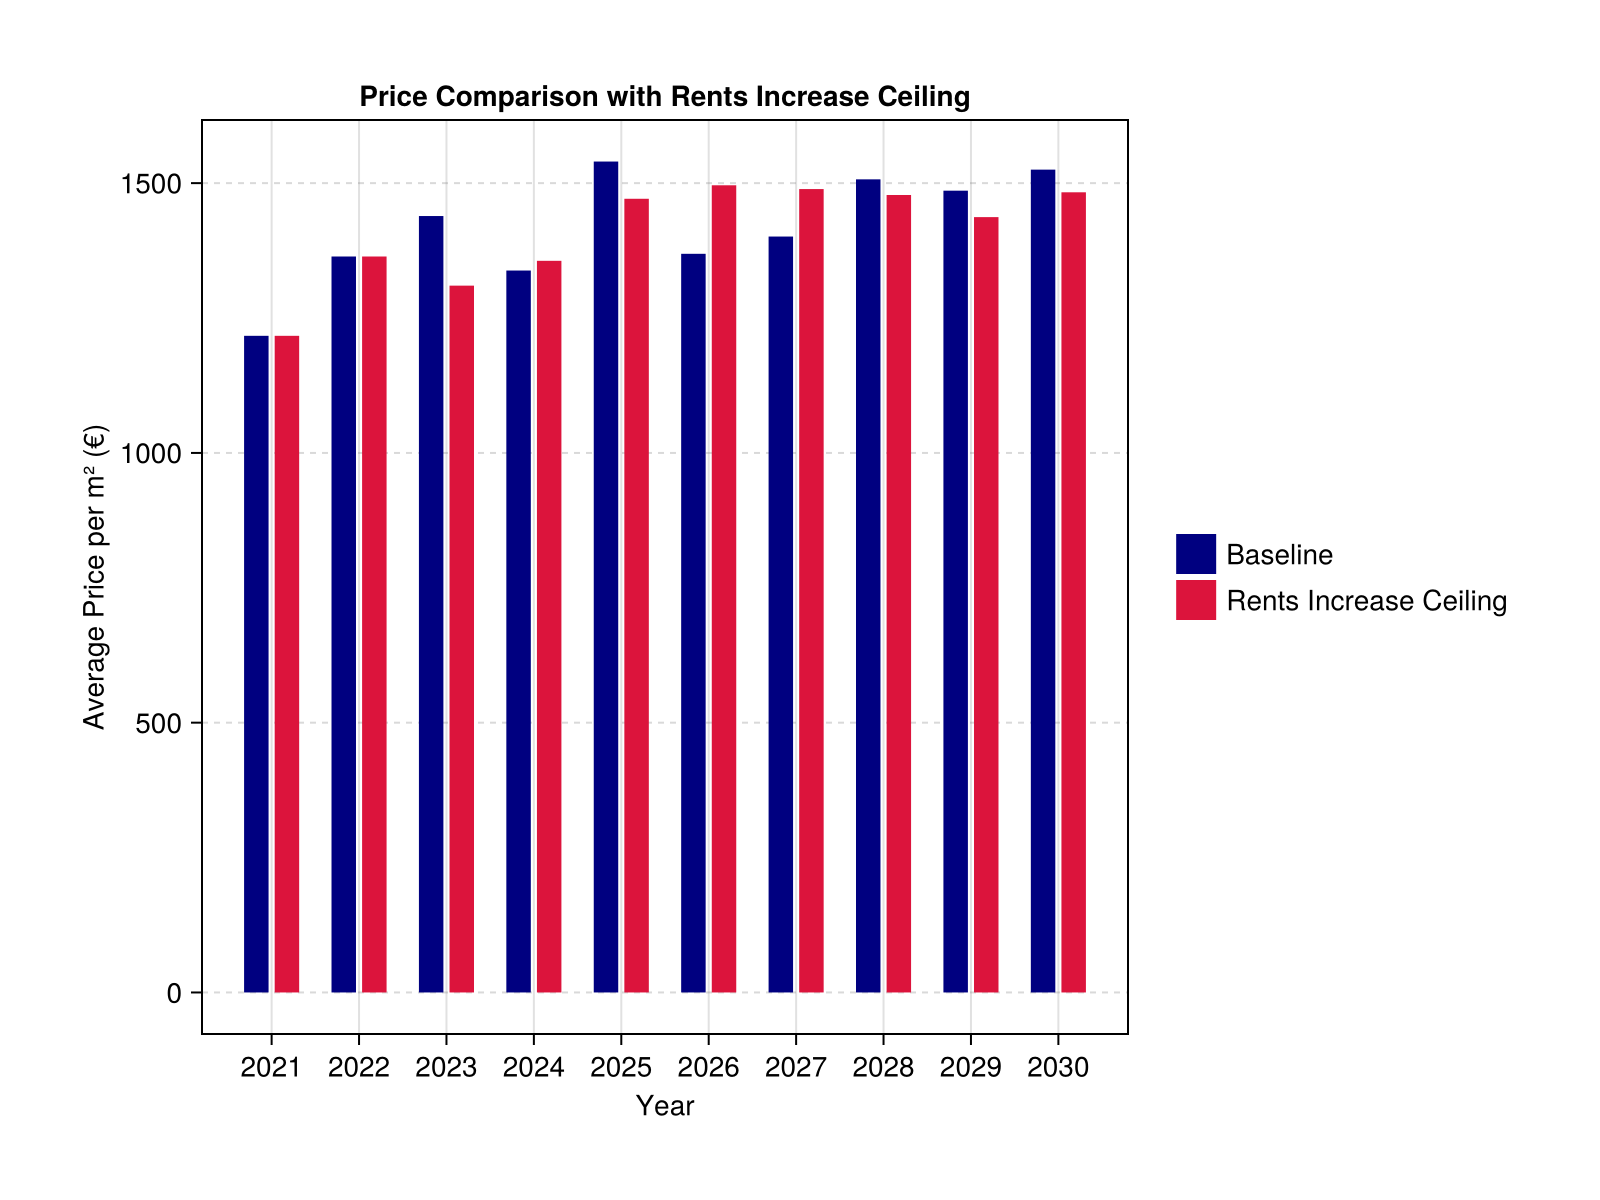 Price Comparison with Rents Increase Ceiling
Average Price per m² (€)
1500
1000
500
0
2021 2022 2023 2024 2025 2026 2027 2028 2029 2030
Year
Baseline
Rents Increase Ceiling